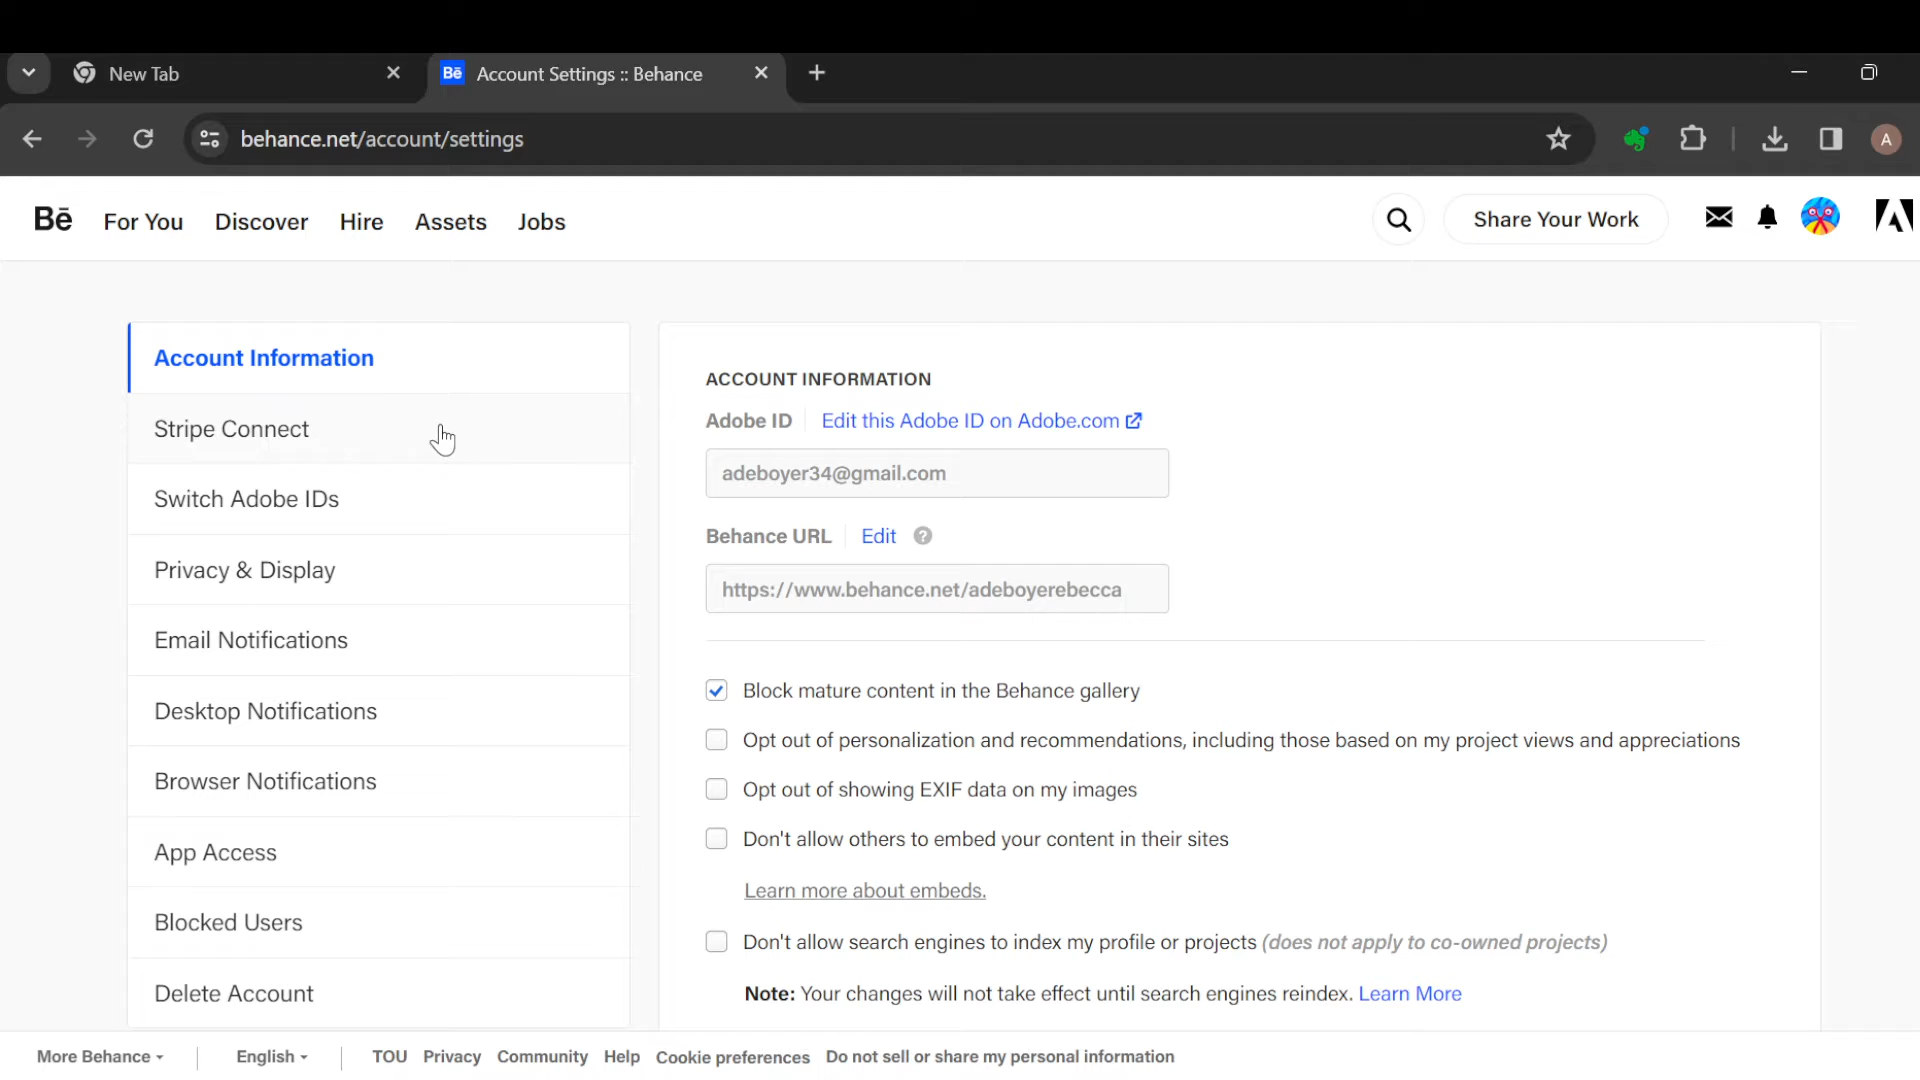 New Tab
Bē Account Settings :: Behance
behance.net/account/settings
A
Bē For You Discover Hire Assets Jobs Share Your Work
Account Information
Stripe Connect
Switch Adobe IDs
Privacy & Display
Email Notifications
Desktop Notifications
Browser Notifications
App Access
Blocked Users
Delete Account
ACCOUNT INFORMATION
Adobe ID Edit this Adobe ID on Adobe.com
adeboyer34@gmail.com
Behance URL Edit ?
https://www.behance.net/adeboyerebecca
Block mature content in the Behance gallery
Opt out of personalization and recommendations, including those based on my project views and appreciations
Opt out of showing EXIF data on my images
Don't allow others to embed your content in their sites
Learn more about embeds.
Don't allow search engines to index my profile or projects (does not apply to co-owned projects)
Note: Your changes will not take effect until search engines reindex. Learn More
More Behance English TOU Privacy Community Help Cookie preferences Do not sell or share my personal information